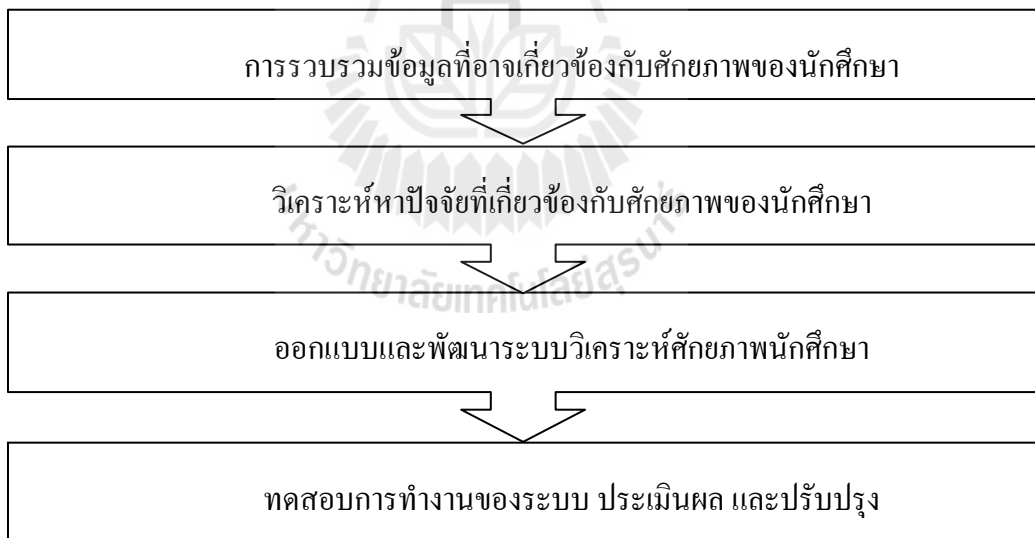 การรวบรวมข้อมูลที่อาจเกี่ยวข้องกับศักยภาพของนักศึกษา
วิเคราะห์หาปัจจัยที่เกี่ยวข้องกับศักยภาพของนักศึกษา
ออกแบบและพัฒนาระบบวิเคราะห์ศักยภาพนักศึกษา
ทดสอบการทำงานของระบบ ประเมินผล และปรับปรุง